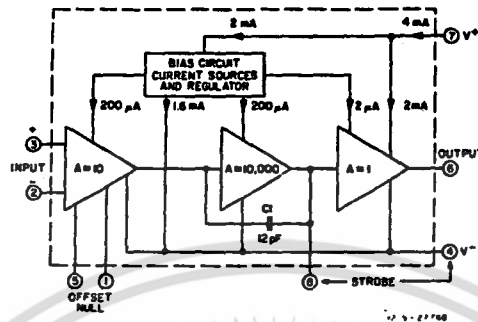 2 mA
4 mA
7 V+
BIAS CIRCUIT
CURRENT SOURCES
AND REGULATOR
200 μA
1.6 mA
200 μA
2 μA
2 mA
+
3
INPUT
-
2
A≈10
A≈10,000
A≈1
OUTPUT
6
C1
12 pF
5
1
OFFSET
NULL
8
STROBE
4 V-